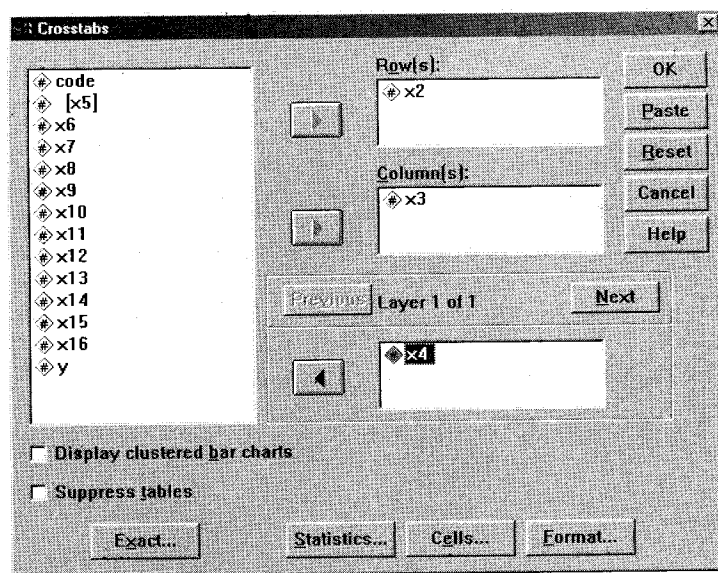 Crosstabs
code
[x5]
x6
x7
x8
x9
x10
x11
x12
x13
x14
x15
x16
y
Row(s):
x2
Column(s):
x3
Previous
Layer 1 of 1
Next
x4
OK
Paste
Reset
Cancel
Help
Display clustered bar charts
Suppress tables
Exact...
Statistics...
Cells...
Format...